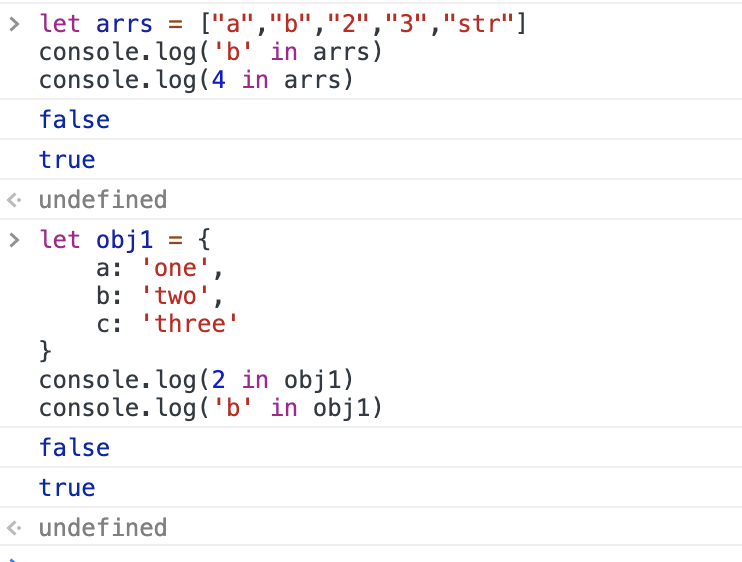 > let arrs = ["a","b","2","3","str"]
console.log('b' in arrs)
console.log(4 in arrs)
false
true
undefined
> let obj1 = {
    a: 'one',
    b: 'two',
    c: 'three'
}
console.log(2 in obj1)
console.log('b' in obj1)
false
true
undefined